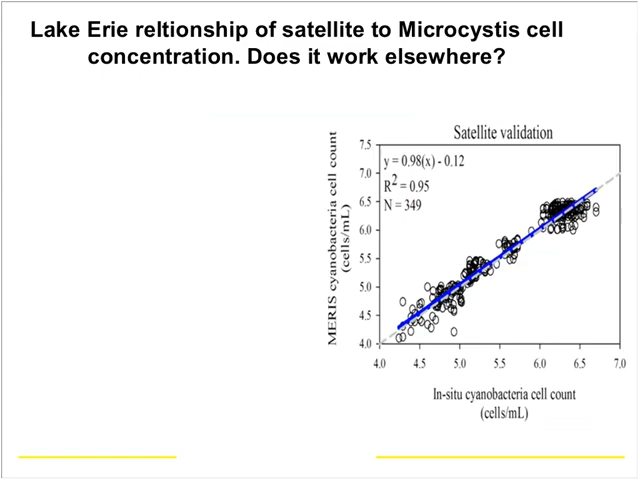 Lake Erie reltionship of satellite to Microcystis cell
concentration. Does it work elsewhere?
Satellite validation
y = 0.98(x) - 0.12
R² = 0.95
N = 349
MERIS cyanobacteria cell count
(cells/mL)
7.5
7.0
6.5
6.0
5.5
5.0
4.5
4.0
4.0 4.5 5.0 5.5 6.0 6.5 7.0
In-situ cyanobacteria cell count
(cells/mL)